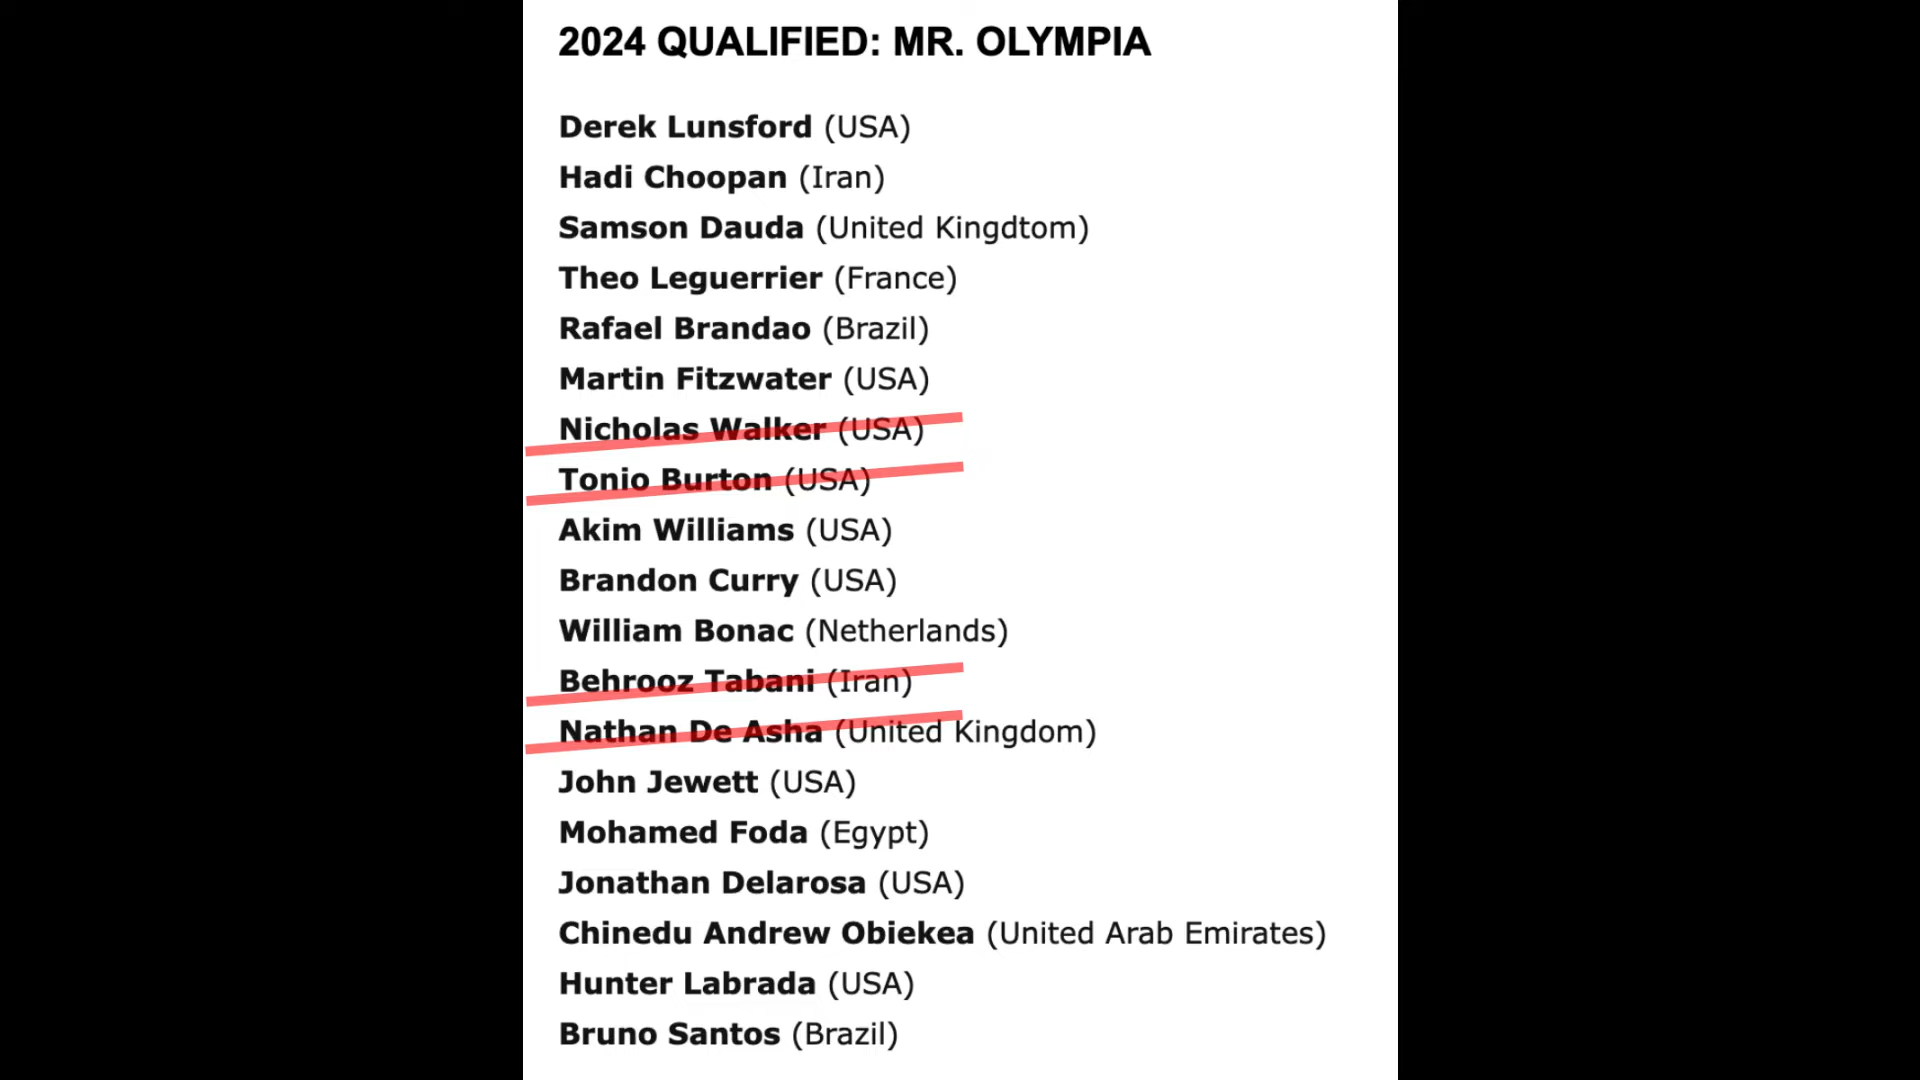 2024 QUALIFIED: MR. OLYMPIA
Derek Lunsford (USA)
Hadi Choopan (Iran)
Samson Dauda (United Kingdtom)
Theo Leguerrier (France)
Rafael Brandao (Brazil)
Martin Fitzwater (USA)
Nicholas Walker (USA)
Tonio Burton (USA)
Akim Williams (USA)
Brandon Curry (USA)
William Bonac (Netherlands)
Behrooz Tabani (Iran)
Nathan De Asha (United Kingdom)
John Jewett (USA)
Mohamed Foda (Egypt)
Jonathan Delarosa (USA)
Chinedu Andrew Obiekea (United Arab Emirates)
Hunter Labrada (USA)
Bruno Santos (Brazil)